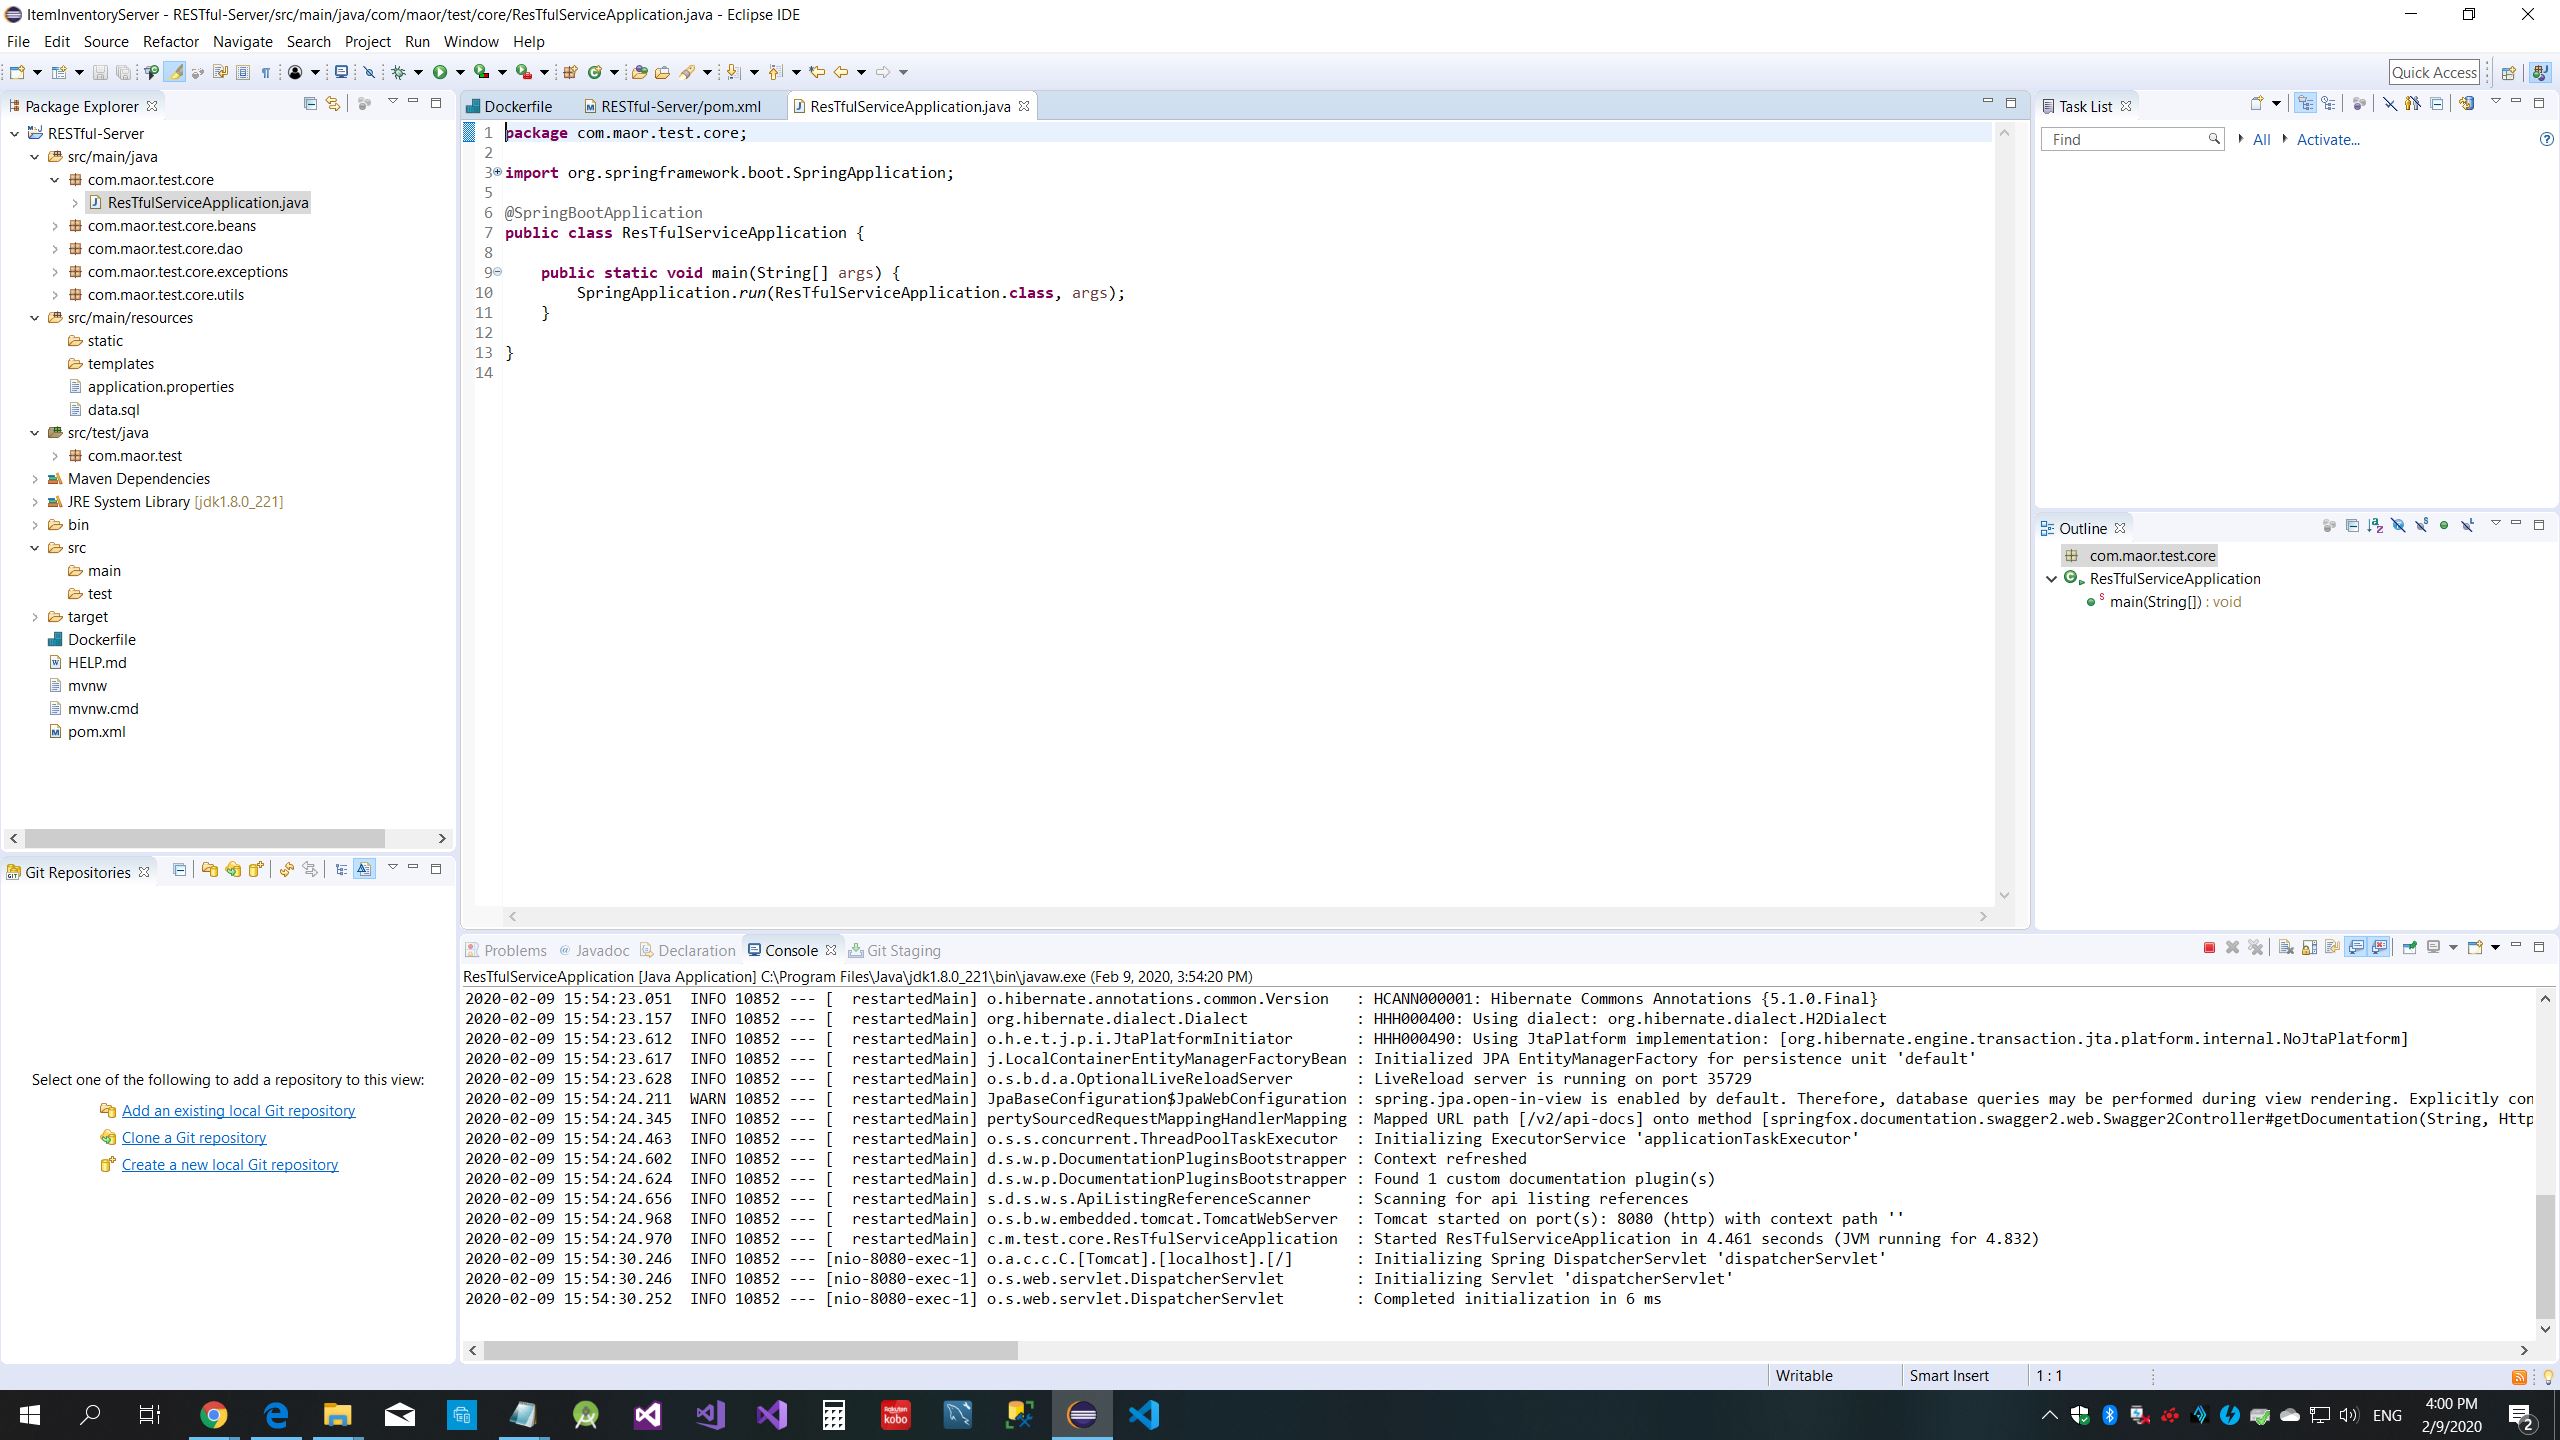 ItemInventoryServer - RESTful-Server/src/main/java/com/maor/test/core/ResTfulServiceApplication.java - Eclipse IDE
File Edit Source Refactor Navigate Search Project Run Window Help
Quick Access
Package Explorer
RESTful-Server
src/main/java
com.maor.test.core
ResTfulServiceApplication.java
com.maor.test.core.beans
com.maor.test.core.dao
com.maor.test.core.exceptions
com.maor.test.core.utils
src/main/resources
static
templates
application.properties
data.sql
src/test/java
com.maor.test
Maven Dependencies
JRE System Library [jdk1.8.0_221]
bin
src
main
test
target
Dockerfile
HELP.md
mvnw
mvnw.cmd
pom.xml
Git Repositories
Select one of the following to add a repository to this view:
Add an existing local Git repository
Clone a Git repository
Create a new local Git repository
Dockerfile RESTful-Server/pom.xml ResTfulServiceApplication.java
1 package com.maor.test.core;
2
3 import org.springframework.boot.SpringApplication;
5
6 @SpringBootApplication
7 public class ResTfulServiceApplication {
8
9 public static void main(String[] args) {
10 SpringApplication.run(ResTfulServiceApplication.class, args);
11 }
12
13 }
14
Task List
Find All Activate...
Outline
com.maor.test.core
ResTfulServiceApplication
main(String[]) : void
Problems Javadoc Declaration Console Git Staging
ResTfulServiceApplication [Java Application] C:\Program Files\Java\jdk1.8.0_221\bin\javaw.exe (Feb 9, 2020, 3:54:20 PM)
2020-02-09 15:54:23.051 INFO 10852 --- [ restartedMain] o.hibernate.annotations.common.Version : HCANN000001: Hibernate Commons Annotations {5.1.0.Final}
2020-02-09 15:54:23.157 INFO 10852 --- [ restartedMain] org.hibernate.dialect.Dialect : HHH000400: Using dialect: org.hibernate.dialect.H2Dialect
2020-02-09 15:54:23.612 INFO 10852 --- [ restartedMain] o.h.e.t.j.p.i.JtaPlatformInitiator : HHH000490: Using JtaPlatform implementation: [org.hibernate.engine.transaction.jta.platform.internal.NoJtaPlatform]
2020-02-09 15:54:23.617 INFO 10852 --- [ restartedMain] j.LocalContainerEntityManagerFactoryBean : Initialized JPA EntityManagerFactory for persistence unit 'default'
2020-02-09 15:54:23.628 INFO 10852 --- [ restartedMain] o.s.b.d.a.OptionalLiveReloadServer : LiveReload server is running on port 35729
2020-02-09 15:54:24.211 WARN 10852 --- [ restartedMain] JpaBaseConfiguration$JpaWebConfiguration : spring.jpa.open-in-view is enabled by default. Therefore, database queries may be performed during view rendering. Explicitly con
2020-02-09 15:54:24.345 INFO 10852 --- [ restartedMain] pertySourcedRequestMappingHandlerMapping : Mapped URL path [/v2/api-docs] onto method [springfox.documentation.swagger2.web.Swagger2Controller#getDocumentation(String, Http
2020-02-09 15:54:24.463 INFO 10852 --- [ restartedMain] o.s.s.concurrent.ThreadPoolTaskExecutor : Initializing ExecutorService 'applicationTaskExecutor'
2020-02-09 15:54:24.602 INFO 10852 --- [ restartedMain] d.s.w.p.DocumentationPluginsBootstrapper : Context refreshed
2020-02-09 15:54:24.624 INFO 10852 --- [ restartedMain] d.s.w.p.DocumentationPluginsBootstrapper : Found 1 custom documentation plugin(s)
2020-02-09 15:54:24.656 INFO 10852 --- [ restartedMain] s.d.s.w.s.ApiListingReferenceScanner : Scanning for api listing references
2020-02-09 15:54:24.968 INFO 10852 --- [ restartedMain] o.s.b.w.embedded.tomcat.TomcatWebServer : Tomcat started on port(s): 8080 (http) with context path ''
2020-02-09 15:54:24.970 INFO 10852 --- [ restartedMain] c.m.test.core.ResTfulServiceApplication : Started ResTfulServiceApplication in 4.461 seconds (JVM running for 4.832)
2020-02-09 15:54:30.246 INFO 10852 --- [nio-8080-exec-1] o.a.c.c.C.[Tomcat].[localhost].[/] : Initializing Spring DispatcherServlet 'dispatcherServlet'
2020-02-09 15:54:30.246 INFO 10852 --- [nio-8080-exec-1] o.s.web.servlet.DispatcherServlet : Initializing Servlet 'dispatcherServlet'
2020-02-09 15:54:30.252 INFO 10852 --- [nio-8080-exec-1] o.s.web.servlet.DispatcherServlet : Completed initialization in 6 ms
Writable Smart Insert 1 : 1
Rakuten kobo
ENG
4:00 PM
2/9/2020
2